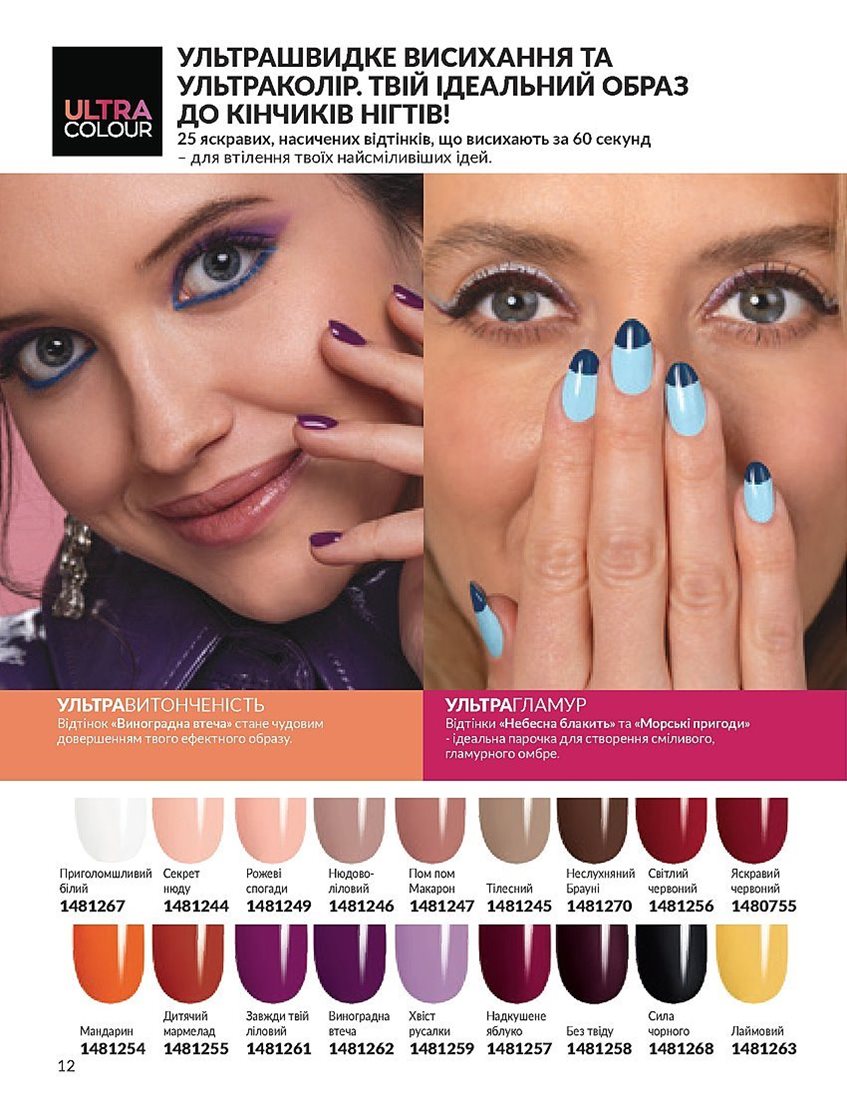 ULTRA
COLOUR
УЛЬТРАШВИДКЕ ВИСИХАННЯ ТА
УЛЬТРАКОЛІР. ТВІЙ ІДЕАЛЬНИЙ ОБРАЗ
ДО КІНЧИКІВ НІГТІВ!
25 яскравих, насичених відтінків, що висихають за 60 секунд
– для втілення твоїх найсміливіших ідей.
УЛЬТРАВИТОНЧЕНІСТЬ
Відтінок «Виноградна втеча» стане чудовим
довершенням твого ефектного образу.
УЛЬТРАГЛАМУР
Відтінки «Небесна блакить» та «Морські пригоди»
- ідеальна парочка для створення сміливого,
гламурного омбре.
Приголомшливий
білий
1481267
Секрет
нюду
1481244
Рожеві
спогади
1481249
Нюдово-
ліловий
1481246
Пом пом
Макарон
1481247
Тілесний
1481245
Неслухняний
Брауні
1481270
Світлий
червоний
1481256
Яскравий
червоний
1480755
Мандарин
1481254
Дитячий
мармелад
1481255
Завжди твій
ліловий
1481261
Виноградна
втеча
1481262
Хвіст
русалки
1481259
Надкушене
яблуко
1481257
Без твіду
1481258
Сила
чорного
1481268
Лаймовий
1481263
12